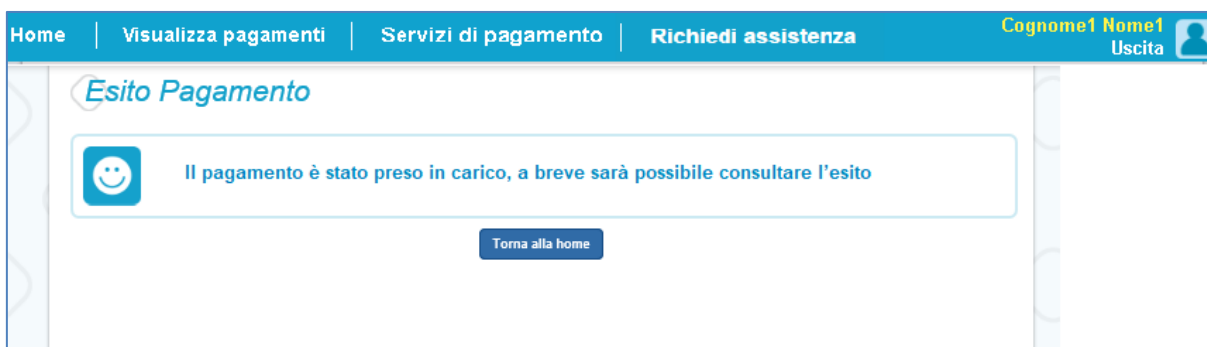 Home | Visualizza pagamenti | Servizi di pagamento | Richiedi assistenza
Cognome1 Nome1
Uscita
Esito Pagamento
Il pagamento è stato preso in carico, a breve sarà possibile consultare l'esito
Torna alla home